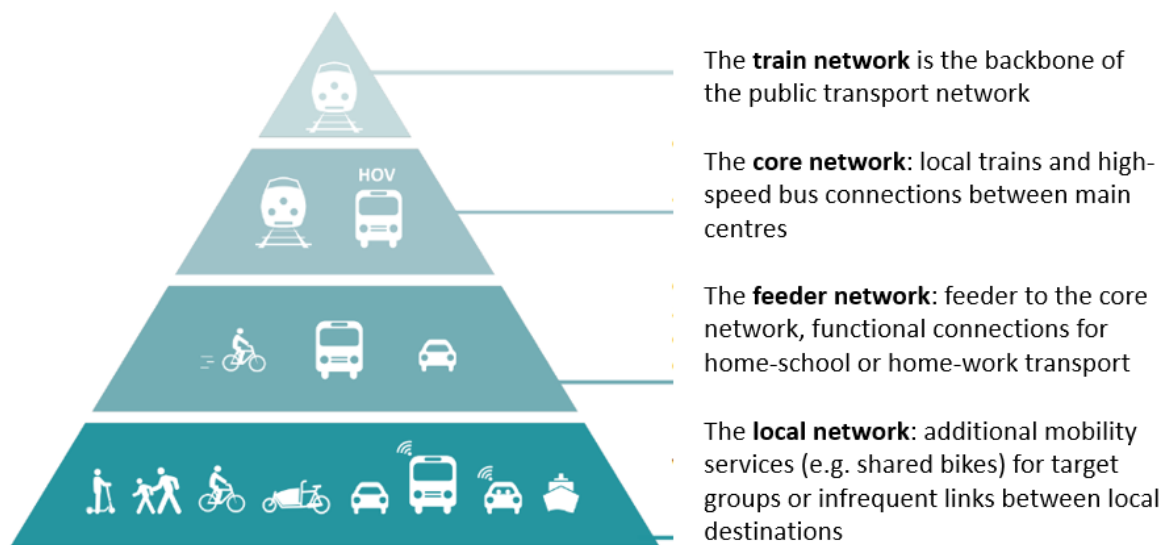 The train network is the backbone of
the public transport network
HOV
The core network: local trains and high-
speed bus connections between main
centres
The feeder network: feeder to the core
network, functional connections for
home-school or home-work transport
The local network: additional mobility
services (e.g. shared bikes) for target
groups or infrequent links between local
destinations